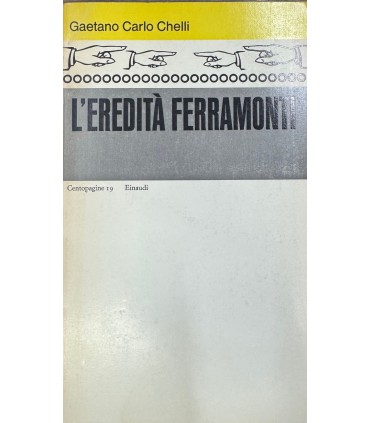 Gaetano Carlo Chelli
L'EREDITÀ FERRAMONTI
Centopagine 19 Einaudi